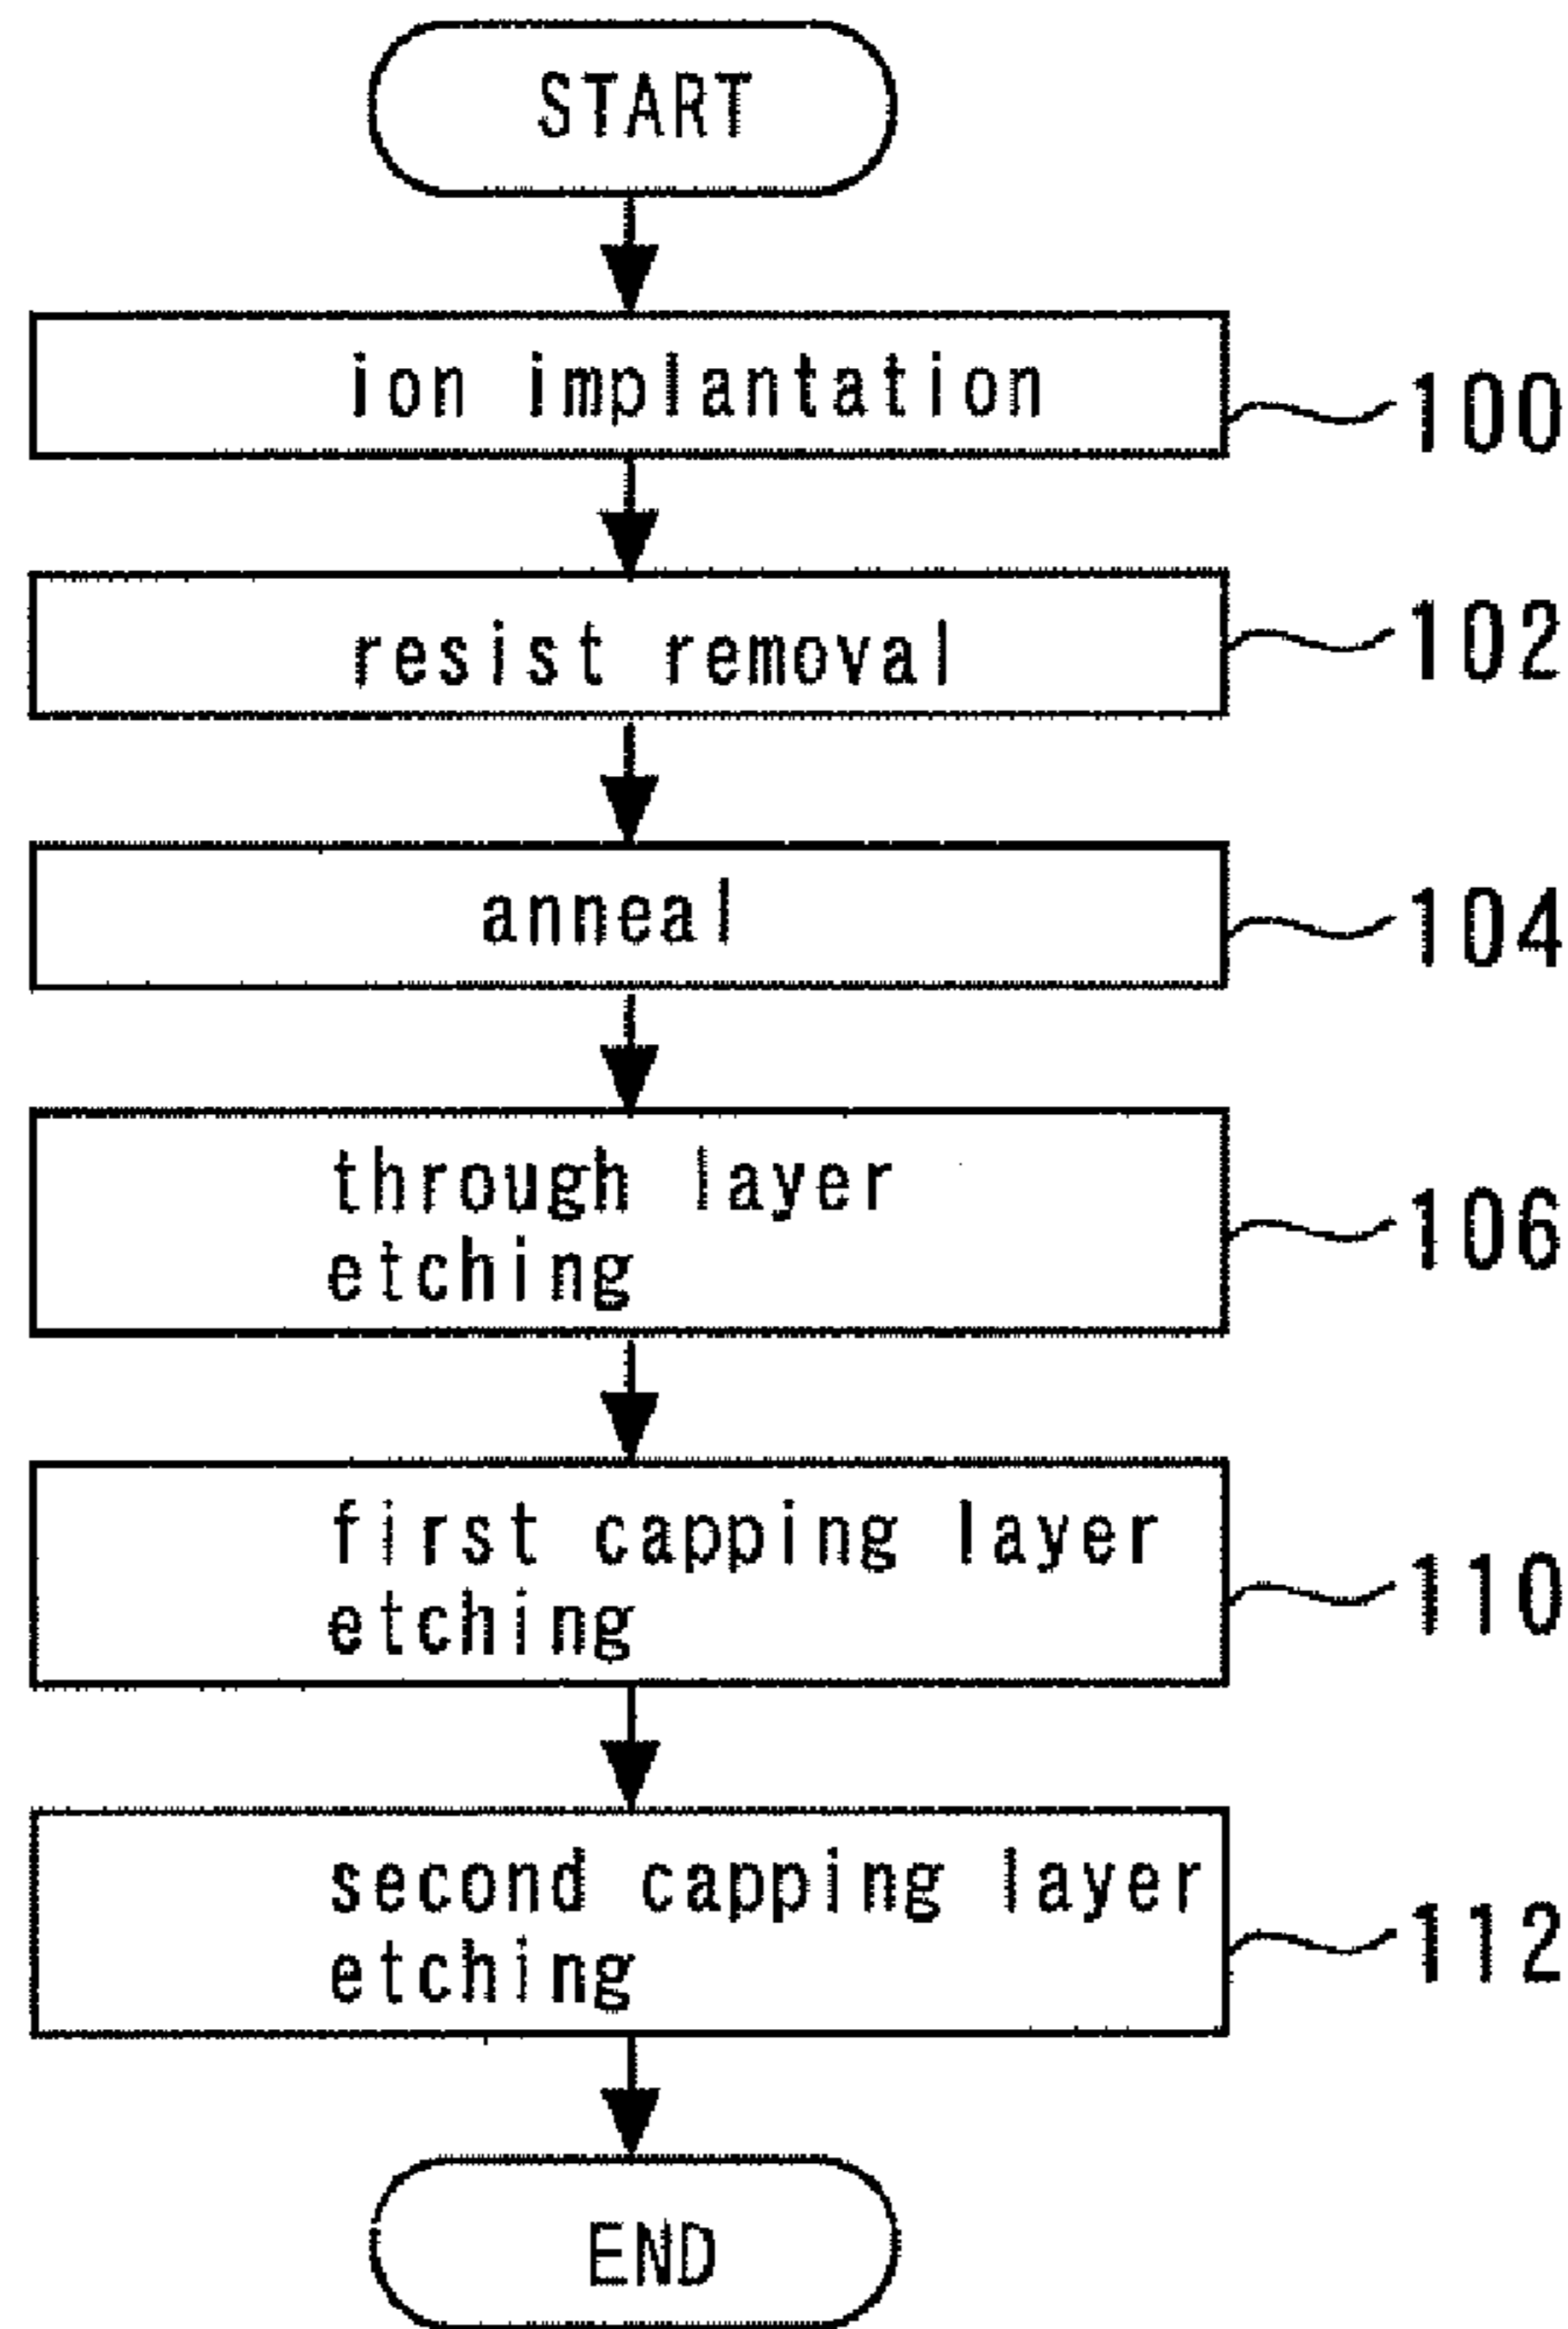 START
ion implantation
100
resist removal
102
anneal
104
through layer
etching
106
first capping layer
etching
110
second capping layer
etching
112
END